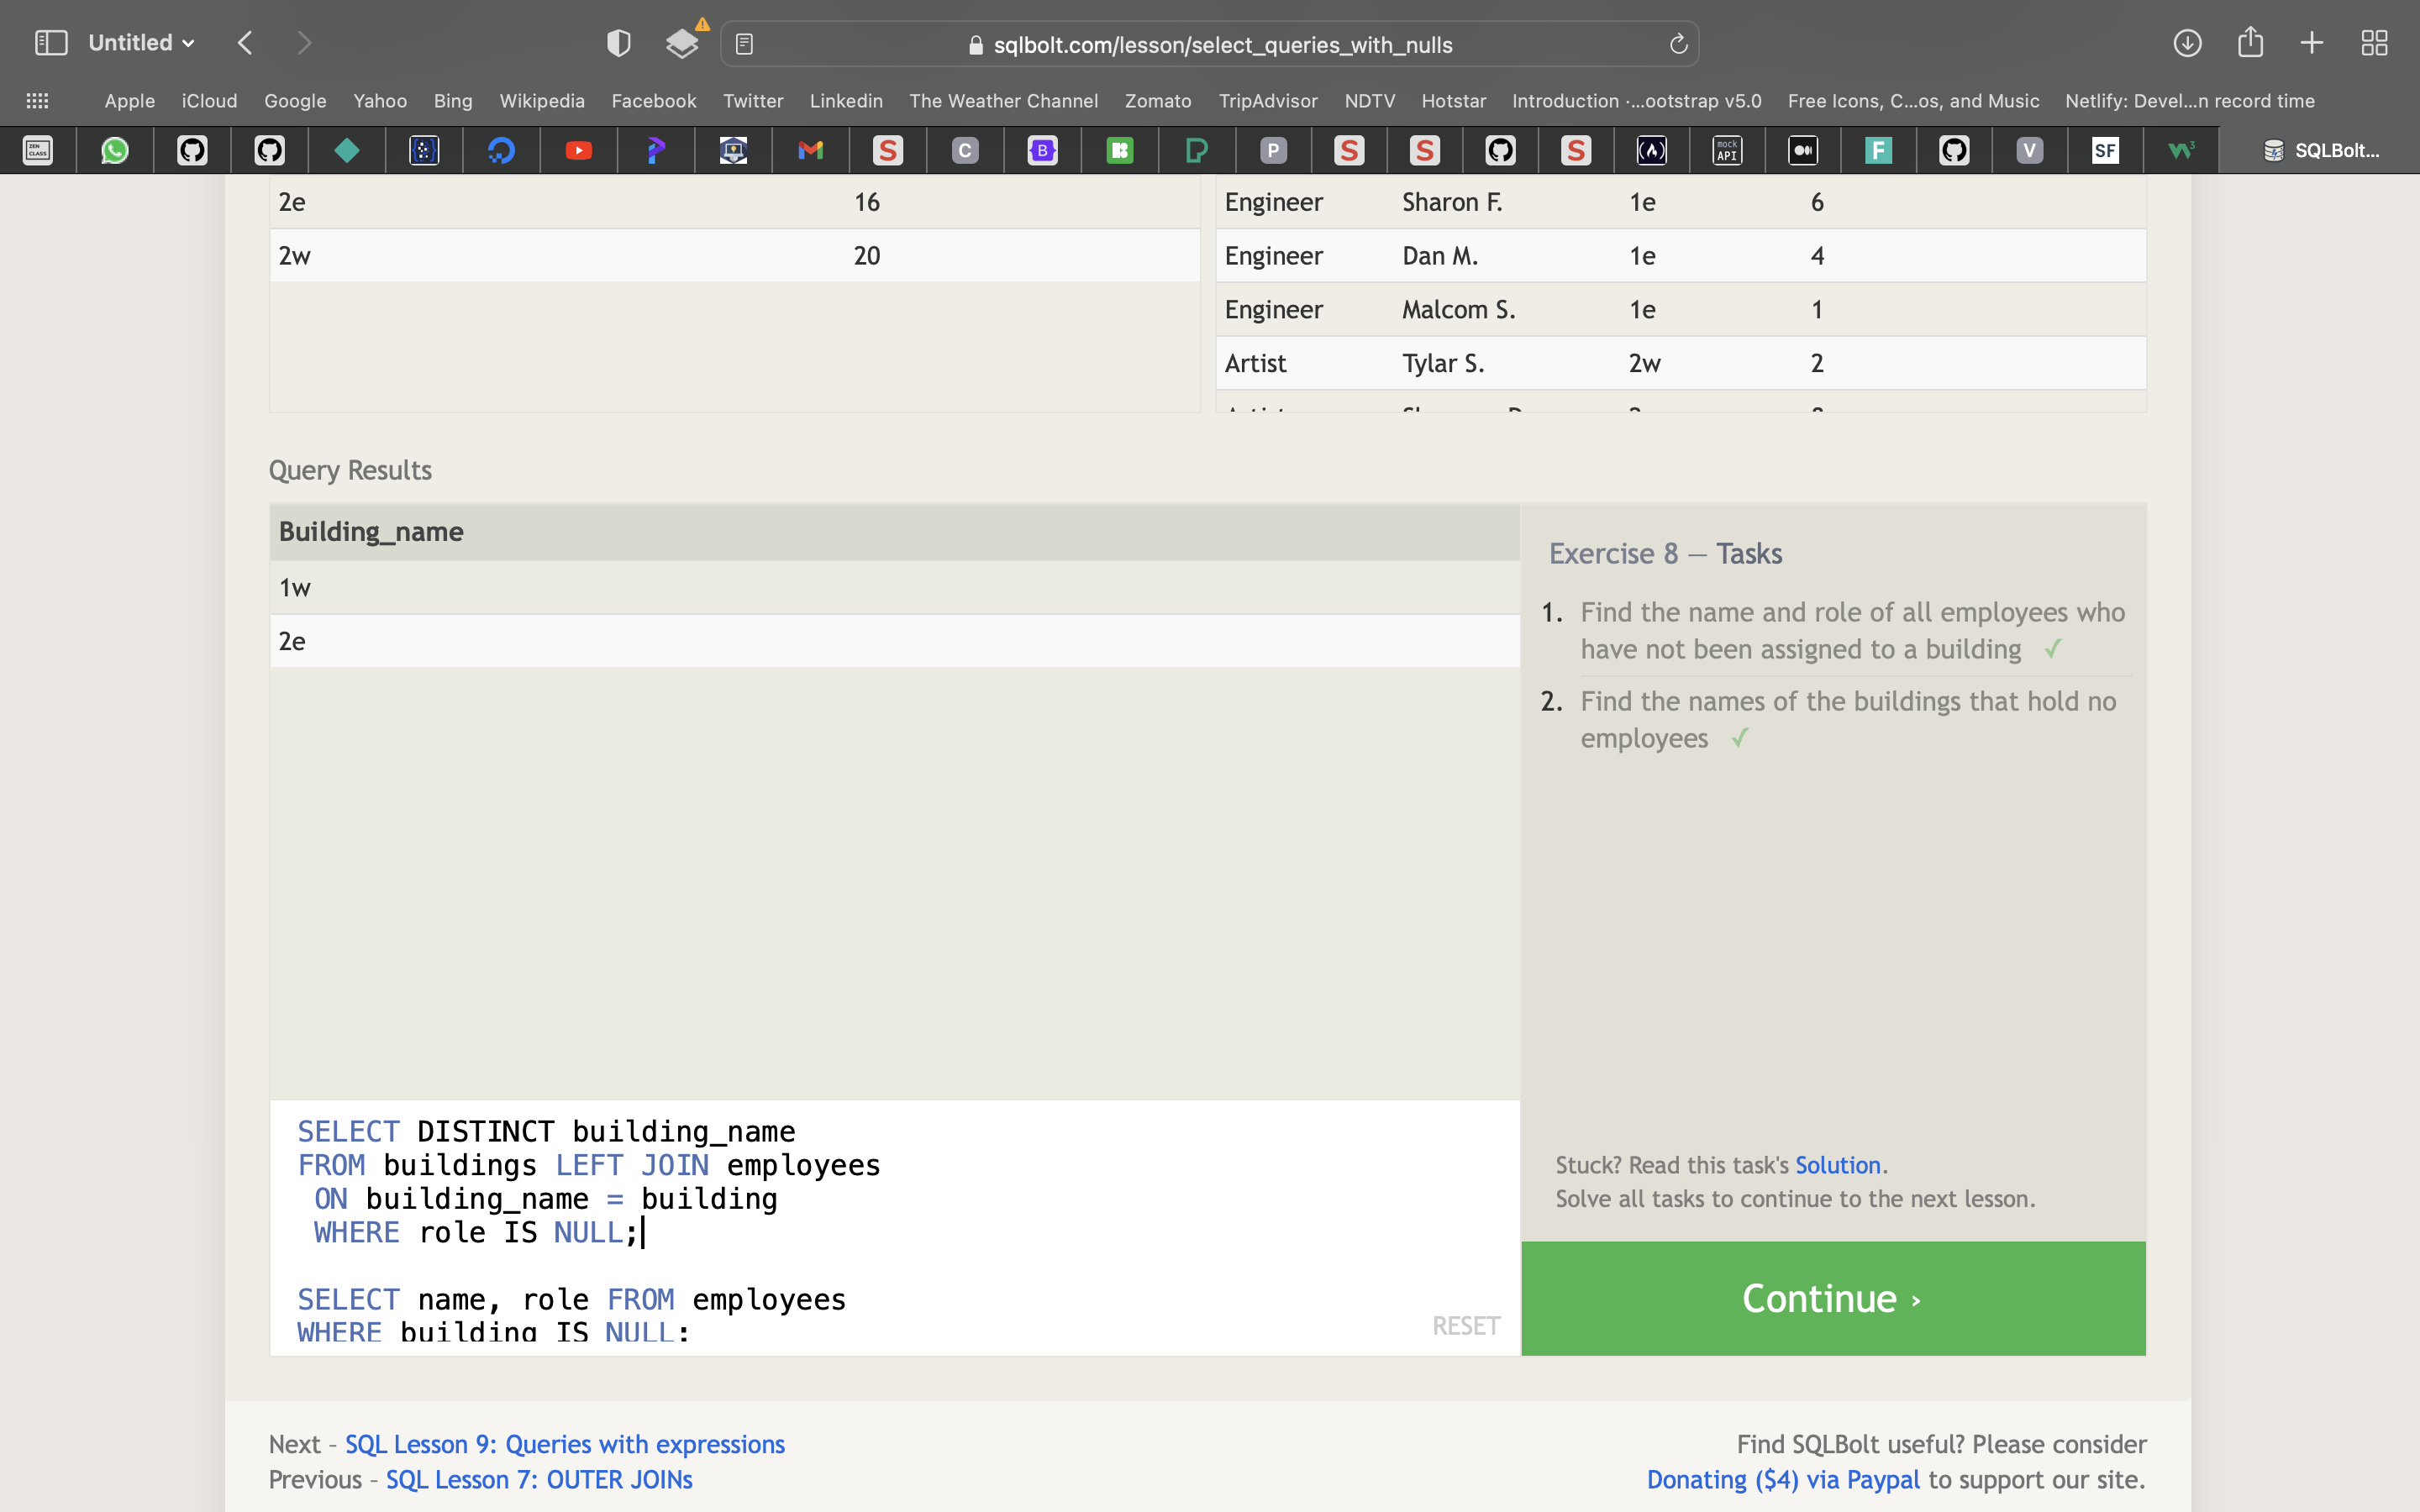 Untitled
sqlbolt.com/lesson/select_queries_with_nulls
Apple iCloud Google Yahoo Bing Wikipedia Facebook Twitter Linkedin The Weather Channel Zomato TripAdvisor NDTV Hotstar Introduction ·...ootstrap v5.0 Free Icons, C...os, and Music Netlify: Devel...n record time
ZEN CLASS S C B P S S S mock API F V SF SQLBolt...
2e 16
2w 20
Engineer Sharon F. 1e 6
Engineer Dan M. 1e 4
Engineer Malcom S. 1e 1
Artist Tylar S. 2w 2
Query Results
Building_name
1w
2e
Exercise 8 — Tasks
1. Find the name and role of all employees who
have not been assigned to a building ✓
2. Find the names of the buildings that hold no
employees ✓
SELECT DISTINCT building_name
FROM buildings LEFT JOIN employees
ON building_name = building
WHERE role IS NULL;
SELECT name, role FROM employees
WHERE building IS NULL;
RESET
Stuck? Read this task's Solution.
Solve all tasks to continue to the next lesson.
Continue ›
Next – SQL Lesson 9: Queries with expressions
Previous – SQL Lesson 7: OUTER JOINs
Find SQLBolt useful? Please consider
Donating ($4) via Paypal to support our site.